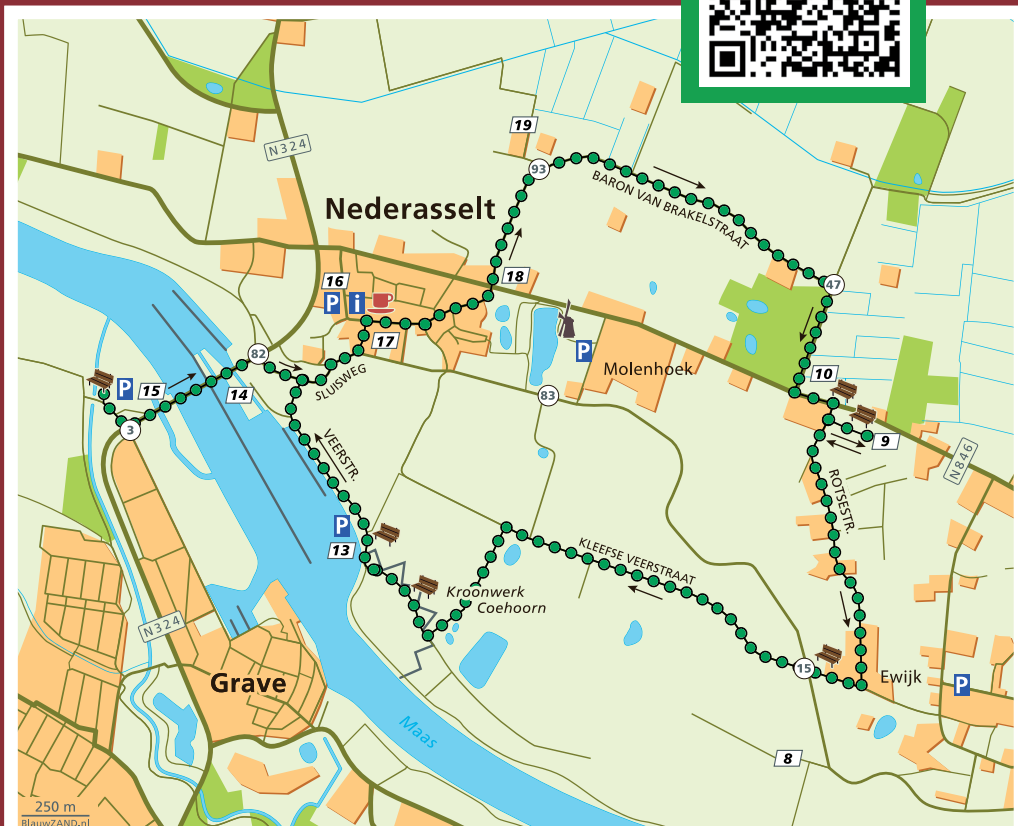 19
N324
93
BARON VAN BRAKELSTRAAT
Nederasselt
16
P i
18
47
17
82
P
Molenhoek
10
P
15
14
SLUISWEG
83
3
9
VEERSTR.
N846
ROTSESTR.
P
13
KLEEFSE VEERSTRAAT
Kroonwerk
Coehoorn
N324
15
Ewijk
P
Grave
Maas
8
250 m
BlauwZAND.nl